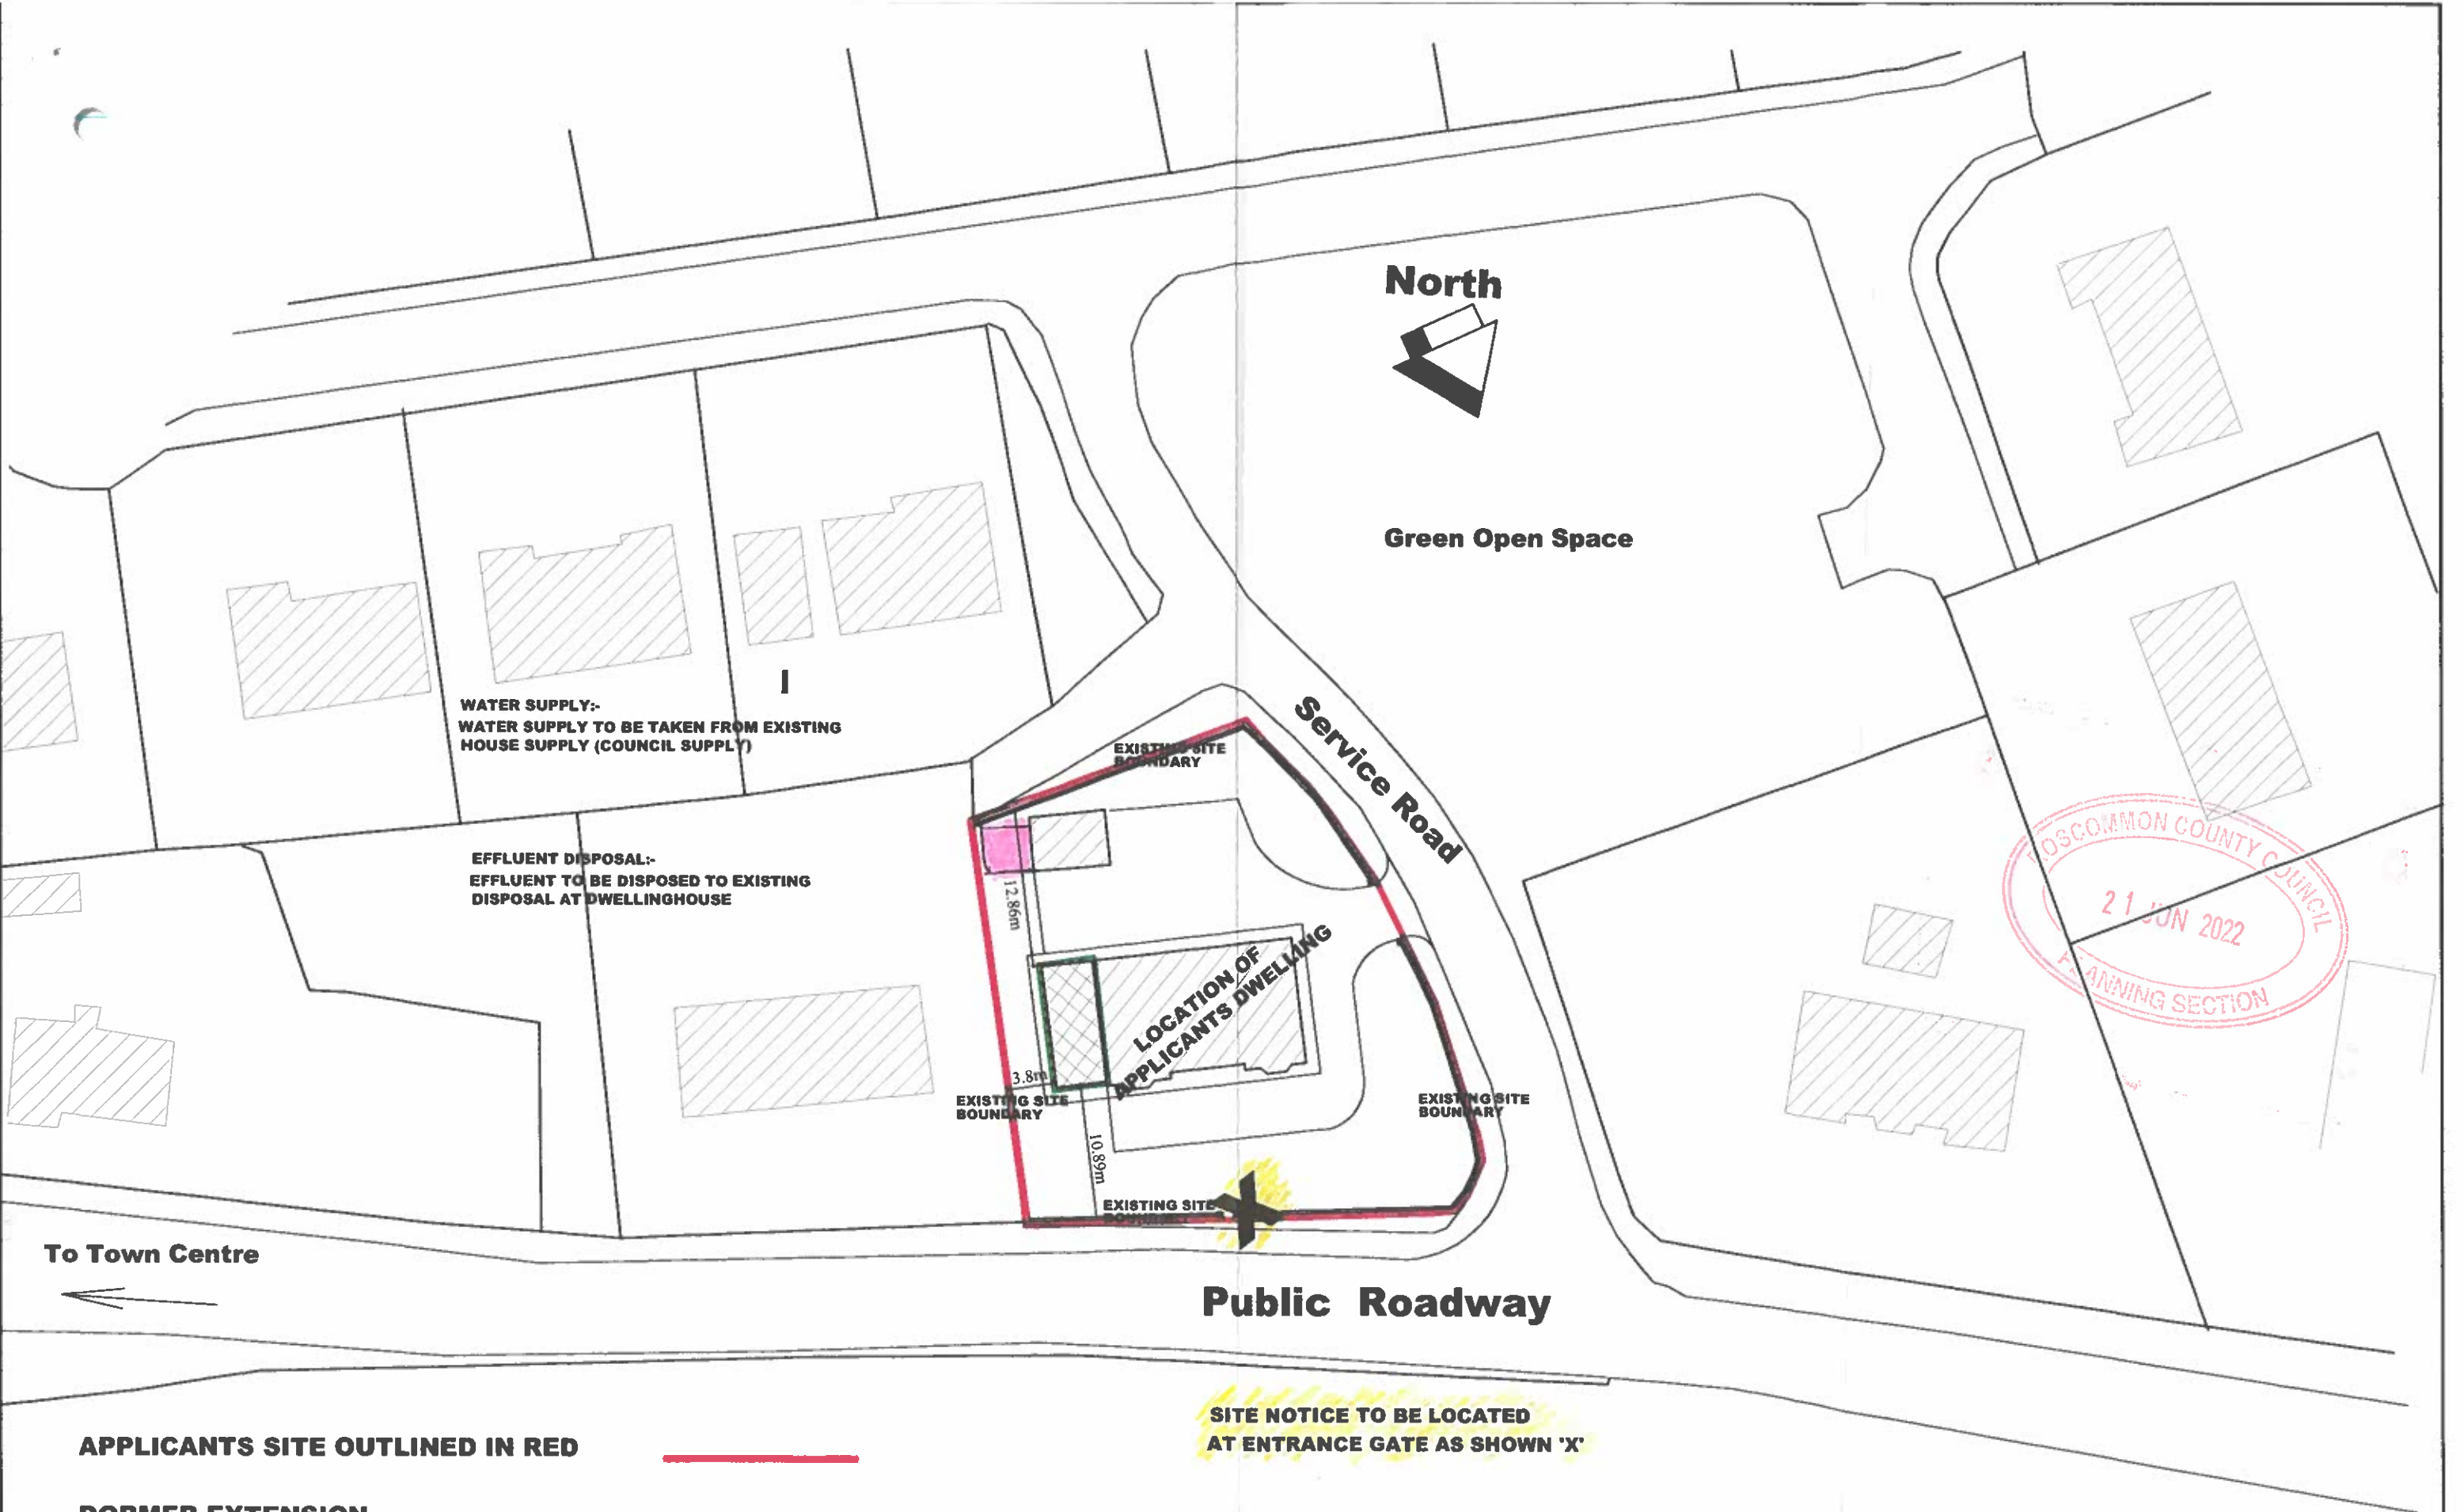 North
Green Open Space
I
WATER SUPPLY:-
WATER SUPPLY TO BE TAKEN FROM EXISTING
HOUSE SUPPLY (COUNCIL SUPPLY)
EXISTING SITE
BOUNDARY
Service Road
EFFLUENT DISPOSAL:-
EFFLUENT TO BE DISPOSED TO EXISTING
DISPOSAL AT DWELLINGHOUSE
12.86m
LOCATION OF
APPLICANTS DWELLING
ROSCOMMON COUNTY COUNCIL
21 JUN 2022
PLANNING SECTION
3.8m
EXISTING SITE
BOUNDARY
EXISTING SITE
BOUNDARY
10.89m
EXISTING SITE
BOUNDARY
X
To Town Centre
Public Roadway
SITE NOTICE TO BE LOCATED
AT ENTRANCE GATE AS SHOWN 'X'
APPLICANTS SITE OUTLINED IN RED
DORMER EXTENSION